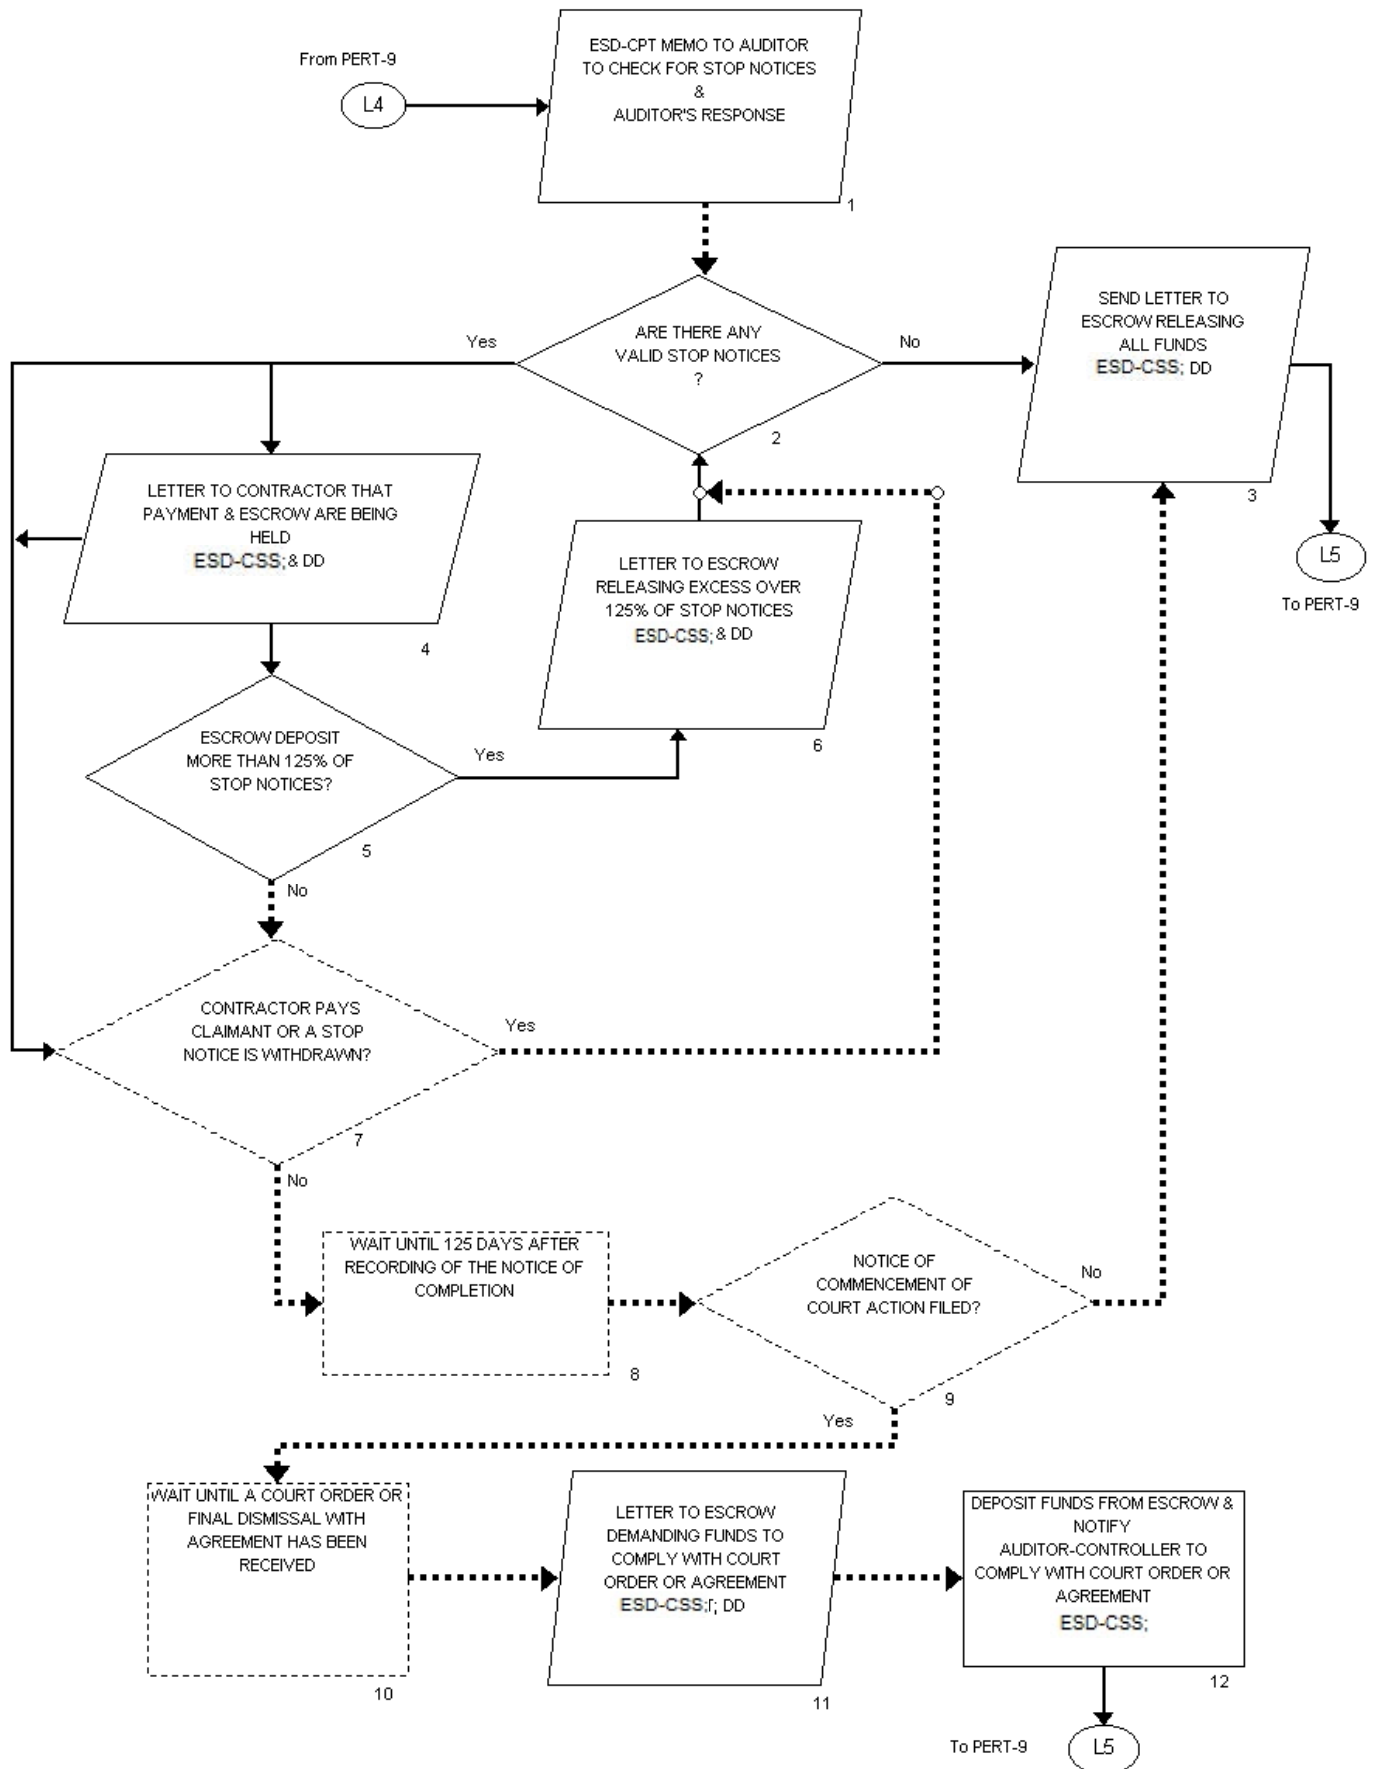 From PERT-9
L4
ESD-CPT MEMO TO AUDITOR
TO CHECK FOR STOP NOTICES
&
AUDITOR'S RESPONSE
1
ARE THERE ANY
VALID STOP NOTICES
?
2
Yes
No
SEND LETTER TO
ESCROW RELEASING
ALL FUNDS
ESD-CSS; DD
3
L5
To PERT-9
LETTER TO CONTRACTOR THAT
PAYMENT & ESCROW ARE BEING
HELD
ESD-CSS; & DD
4
ESCROW DEPOSIT
MORE THAN 125% OF
STOP NOTICES?
5
Yes
No
LETTER TO ESCROW
RELEASING EXCESS OVER
125% OF STOP NOTICES
ESD-CSS; & DD
6
CONTRACTOR PAYS
CLAIMANT OR A STOP
NOTICE IS WITHDRAWN?
7
Yes
No
WAIT UNTIL 125 DAYS AFTER
RECORDING OF THE NOTICE OF
COMPLETION
8
NOTICE OF
COMMENCEMENT OF
COURT ACTION FILED?
9
No
Yes
WAIT UNTIL A COURT ORDER OR
FINAL DISMISSAL WITH
AGREEMENT HAS BEEN
RECEIVED
10
LETTER TO ESCROW
DEMANDING FUNDS TO
COMPLY WITH COURT
ORDER OR AGREEMENT
ESD-CSS; DD
11
DEPOSIT FUNDS FROM ESCROW &
NOTIFY
AUDITOR-CONTROLLER TO
COMPLY WITH COURT ORDER OR
AGREEMENT
ESD-CSS;
12
To PERT-9
L5